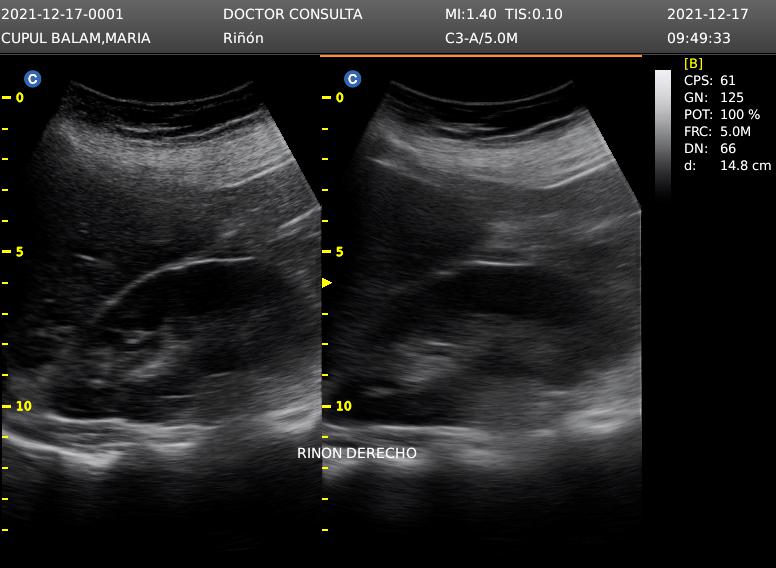 2021-12-17-0001 DOCTOR CONSULTA MI:1.40 TIS:0.10 2021-12-17
CUPUL BALAM,MARIA Riñón C3-A/5.0M 09:49:33
[B]
CPS: 61
GN: 125
POT: 100 %
FRC: 5.0M
DN: 66
d: 14.8 cm
C C
0 0
5 5
10 10
RINON DERECHO